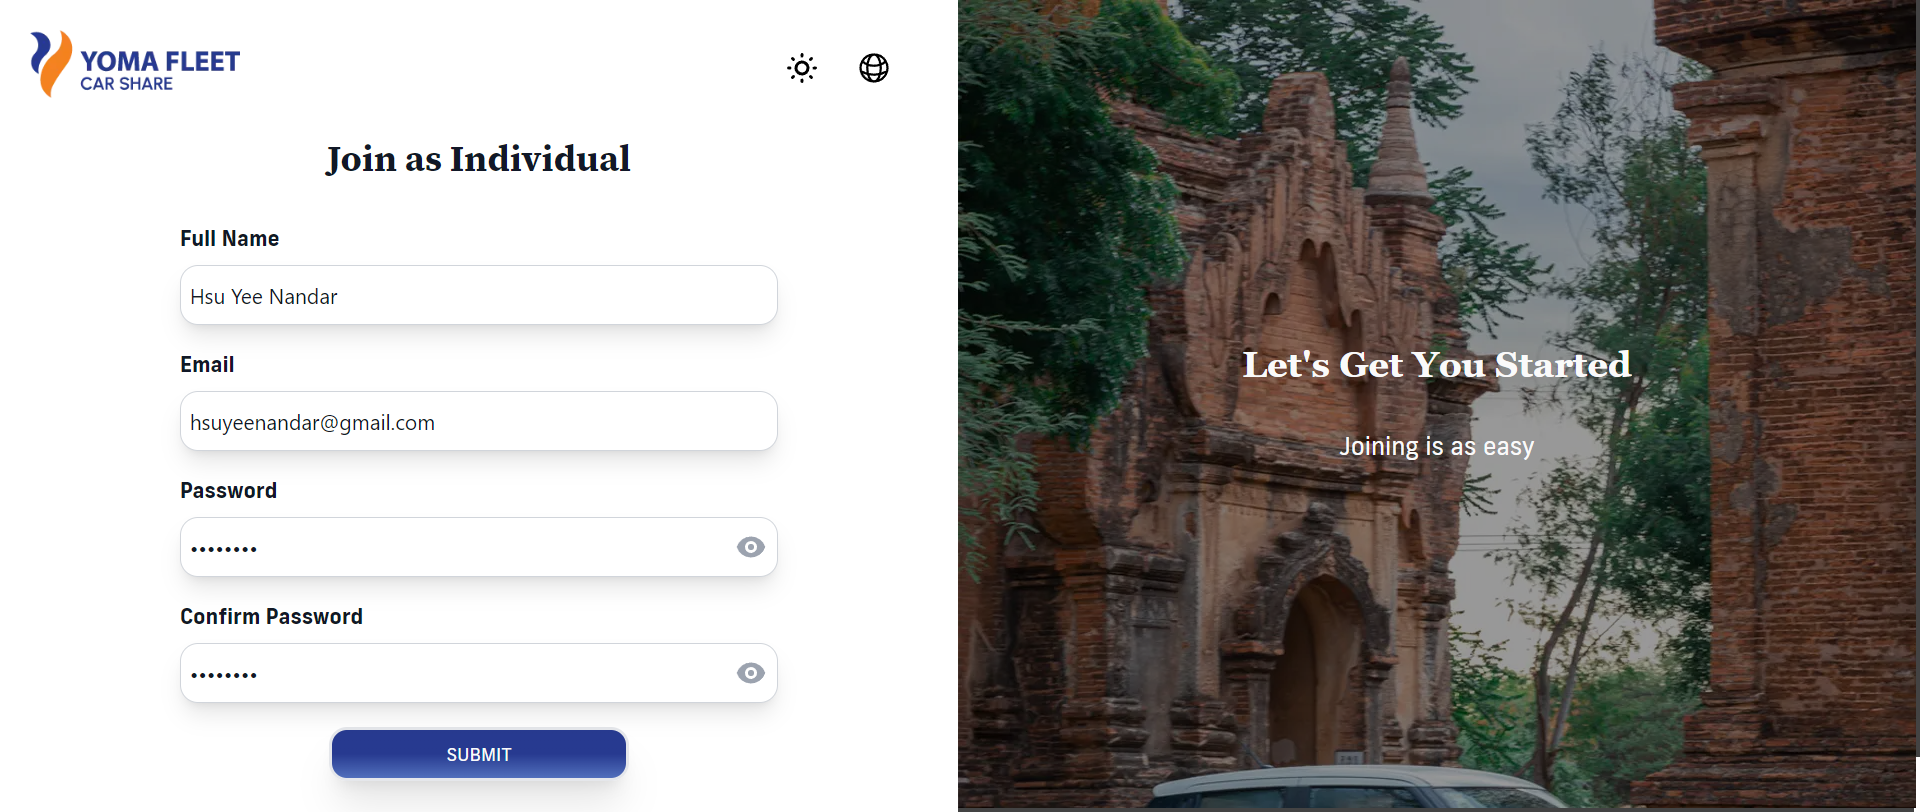 YOMA FLEET
CAR SHARE
Join as Individual
Full Name
Hsu Yee Nandar
Email
hsuyeenandar@gmail.com
Password
••••••••
Confirm Password
••••••••
SUBMIT
Let's Get You Started
Joining is as easy